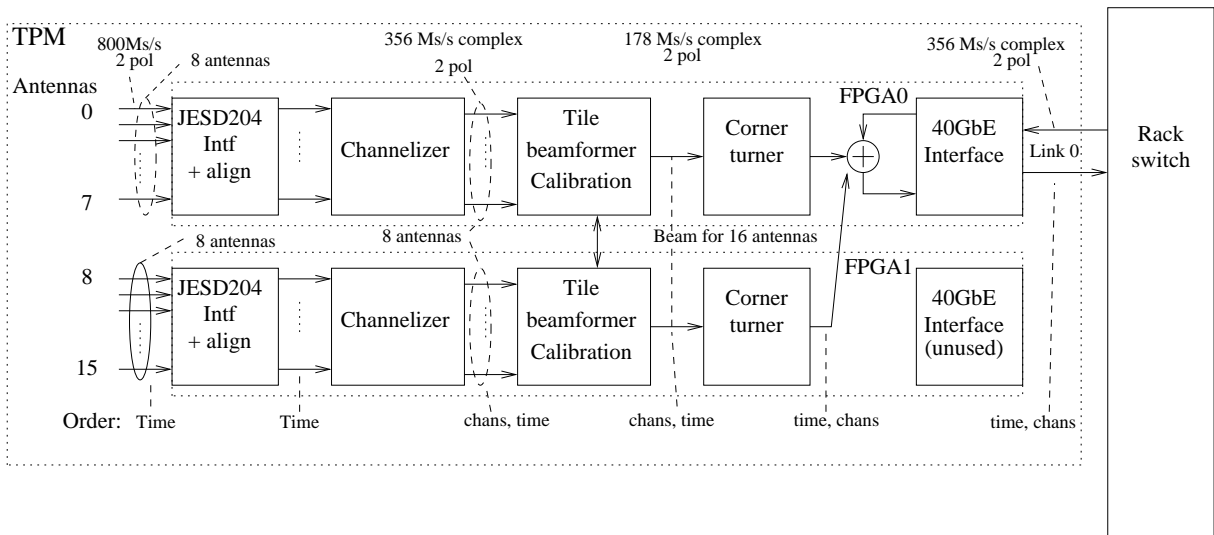 TPM
800Ms/s
2 pol
8 antennas
356 Ms/s complex
2 pol
178 Ms/s complex
2 pol
356 Ms/s complex
2 pol
Antennas
0
7
JESD204
Intf
+ align
Channelizer
Tile
beamformer
Calibration
Corner
turner
FPGA0
40GbE
Interface
Link 0
Rack
switch
8 antennas
8 antennas
Beam for 16 antennas
8
15
JESD204
Intf
+ align
Channelizer
Tile
beamformer
Calibration
Corner
turner
FPGA1
40GbE
Interface
(unused)
Order:
Time
Time
chans, time
chans, time
time, chans
time, chans